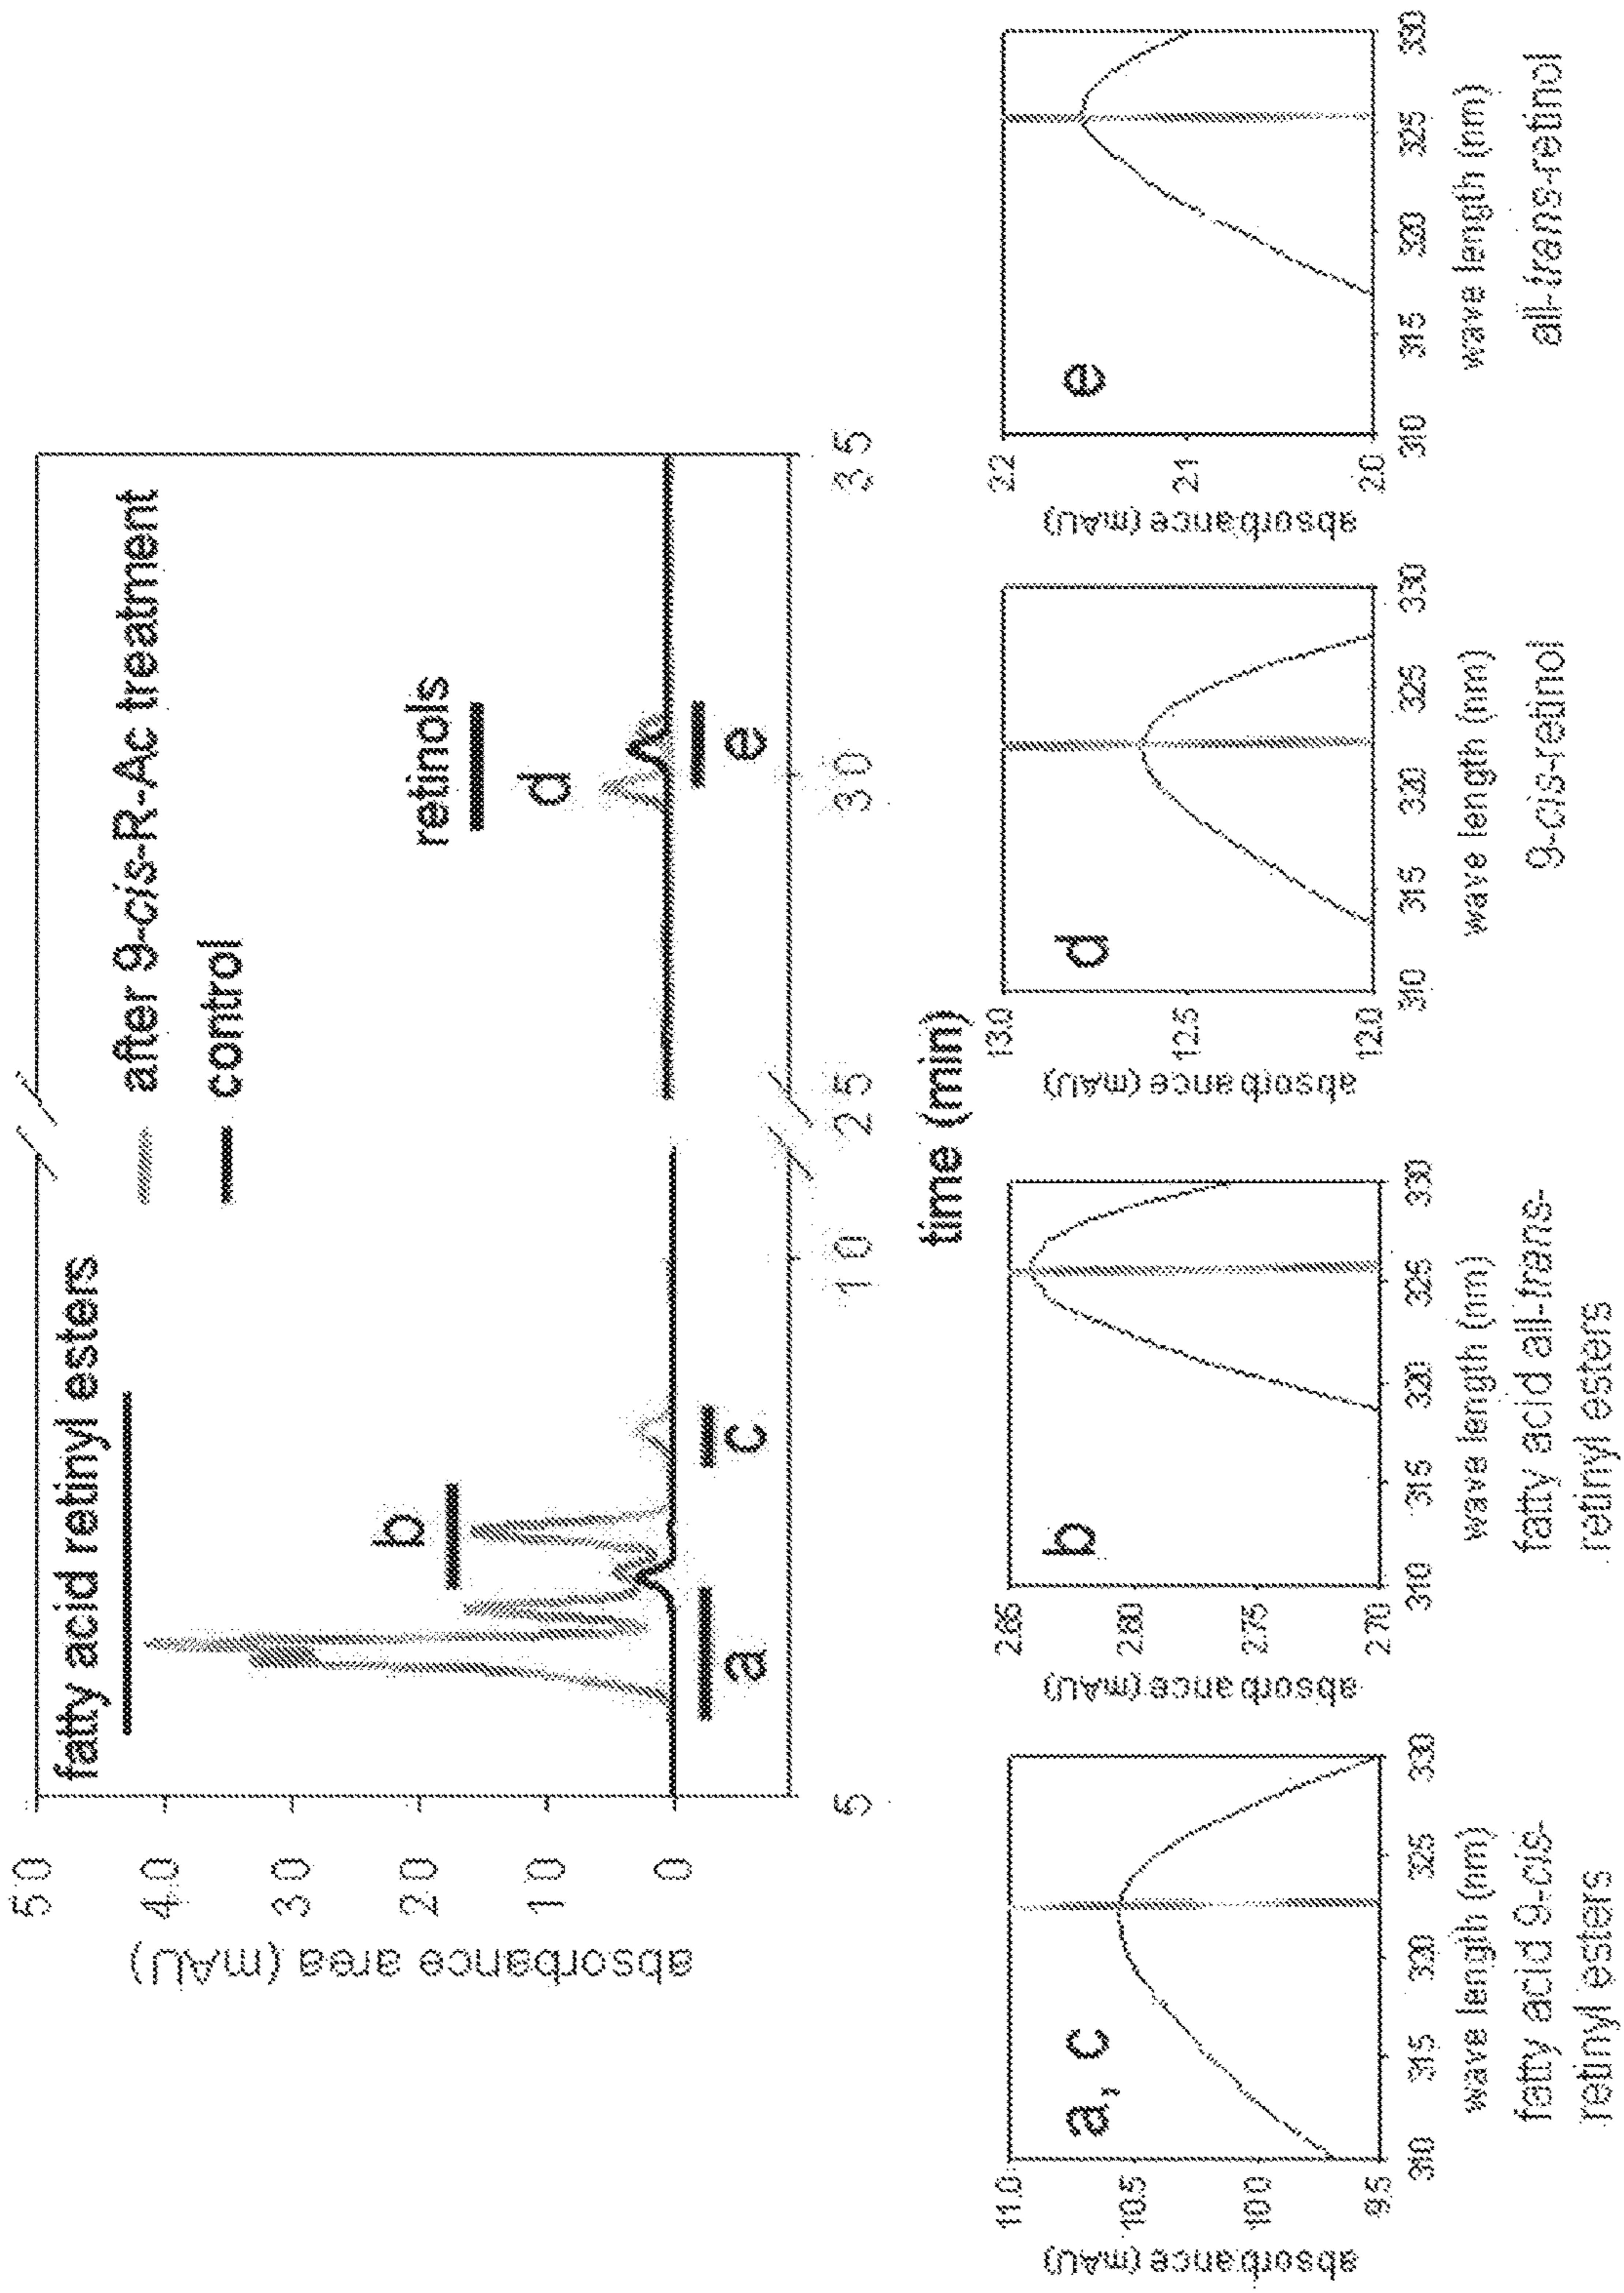 fatty acid retinyl esters
after 9-cis-R-Ac treatment
control
retinols
a
b
c
d
e
absorbance area (mAU)
50
40
30
20
10
0
5
10
25
30
35
time (min)
a, c
absorbance (mAU)
11.0
10.5
10.0
9.5
310
315
320
325
330
wave length (nm)
fatty acid 9-cis-
retinyl esters
b
absorbance (mAU)
2.85
2.80
2.75
2.70
310
315
320
325
330
wave length (nm)
fatty acid all-trans-
retinyl esters
d
absorbance (mAU)
13.0
12.5
12.0
310
315
320
325
330
wave length (nm)
9-cis-retinol
e
absorbance (mAU)
2.2
2.1
2.0
310
315
320
325
330
wave length (nm)
all-trans-retinol